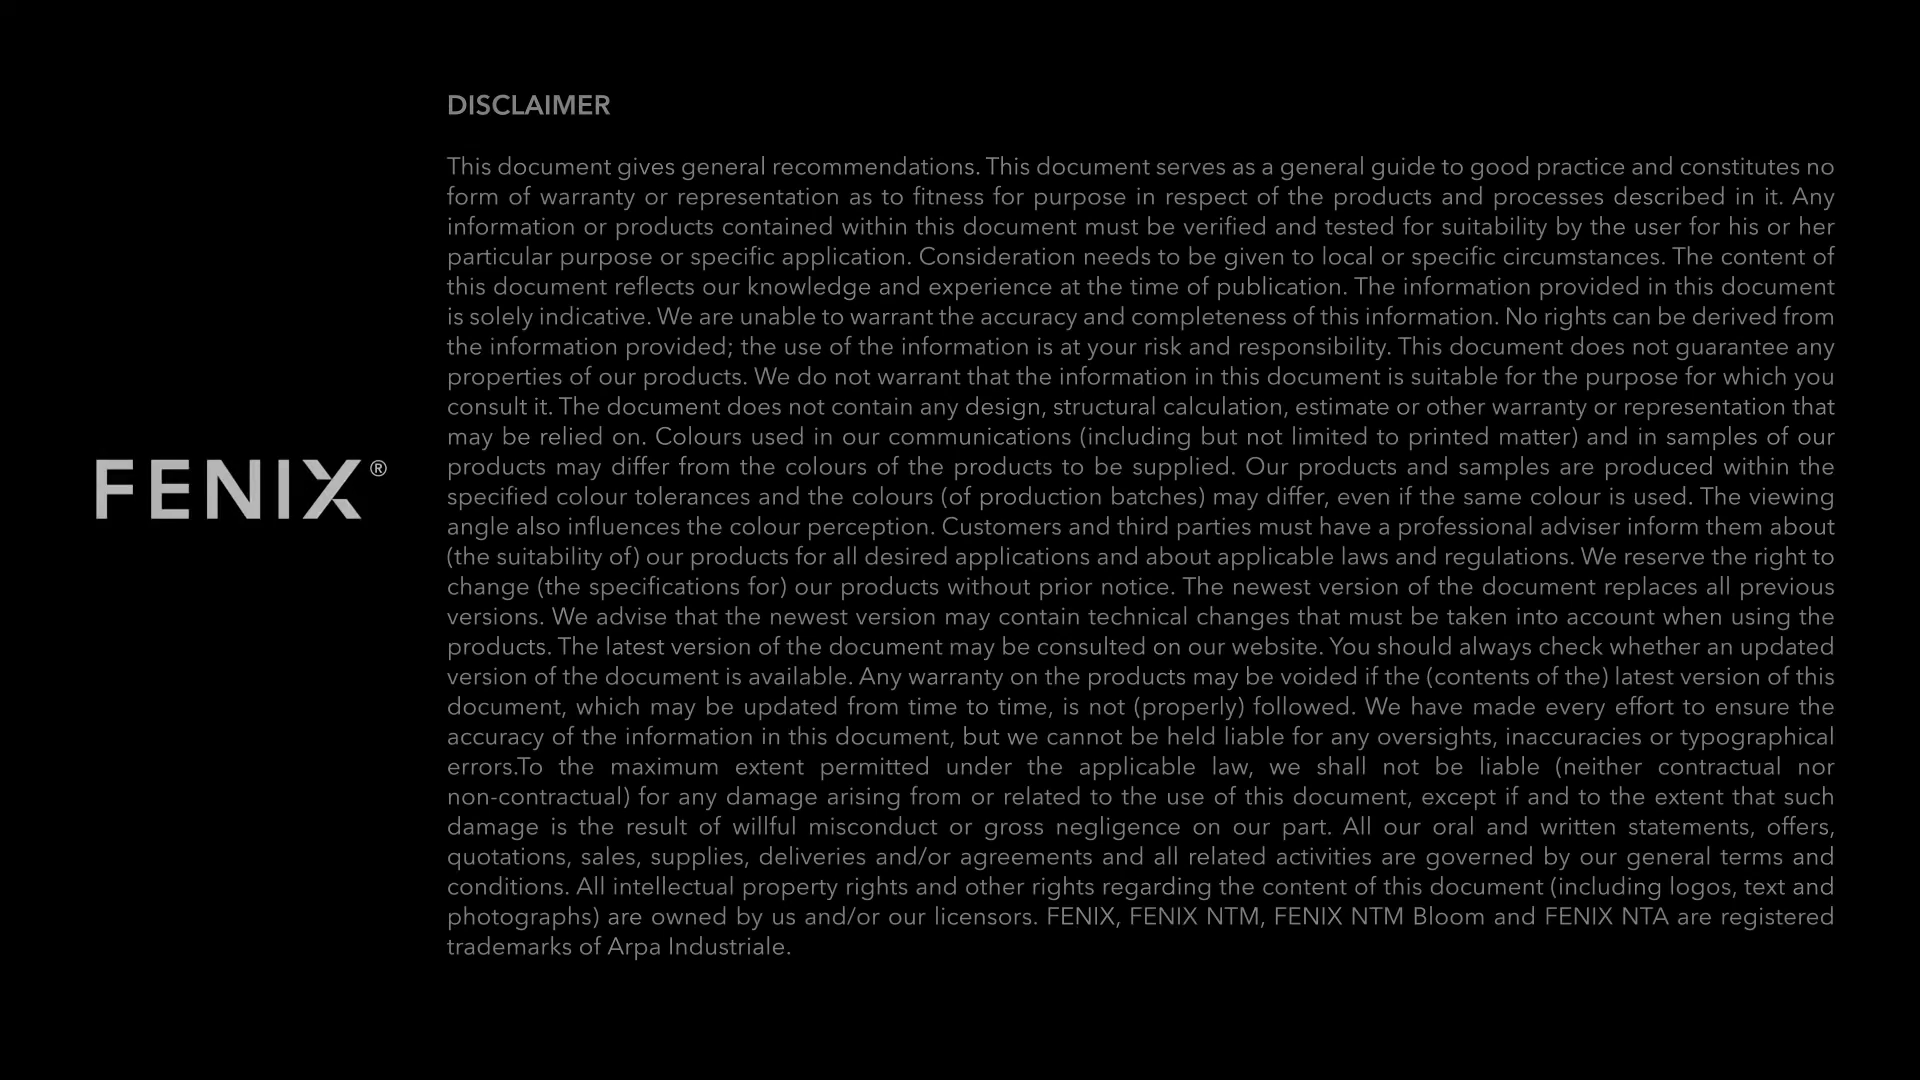 DISCLAIMER
This document gives general recommendations. This document serves as a general guide to good practice and constitutes no
form of warranty or representation as to fitness for purpose in respect of the products and processes described in it. Any
information or products contained within this document must be verified and tested for suitability by the user for his or her
particular purpose or specific application. Consideration needs to be given to local or specific circumstances. The content of
this document reflects our knowledge and experience at the time of publication. The information provided in this document
is solely indicative. We are unable to warrant the accuracy and completeness of this information. No rights can be derived from
the information provided; the use of the information is at your risk and responsibility. This document does not guarantee any
properties of our products. We do not warrant that the information in this document is suitable for the purpose for which you
consult it. The document does not contain any design, structural calculation, estimate or other warranty or representation that
may be relied on. Colours used in our communications (including but not limited to printed matter) and in samples of our
products may differ from the colours of the products to be supplied. Our products and samples are produced within the
specified colour tolerances and the colours (of production batches) may differ, even if the same colour is used. The viewing
angle also influences the colour perception. Customers and third parties must have a professional adviser inform them about
(the suitability of) our products for all desired applications and about applicable laws and regulations. We reserve the right to
change (the specifications for) our products without prior notice. The newest version of the document replaces all previous
versions. We advise that the newest version may contain technical changes that must be taken into account when using the
products. The latest version of the document may be consulted on our website. You should always check whether an updated
version of the document is available. Any warranty on the products may be voided if the (contents of the) latest version of this
document, which may be updated from time to time, is not (properly) followed. We have made every effort to ensure the
accuracy of the information in this document, but we cannot be held liable for any oversights, inaccuracies or typographical
errors.To the maximum extent permitted under the applicable law, we shall not be liable (neither contractual nor
non-contractual) for any damage arising from or related to the use of this document, except if and to the extent that such
damage is the result of willful misconduct or gross negligence on our part. All our oral and written statements, offers,
quotations, sales, supplies, deliveries and/or agreements and all related activities are governed by our general terms and
conditions. All intellectual property rights and other rights regarding the content of this document (including logos, text and
photographs) are owned by us and/or our licensors. FENIX, FENIX NTM, FENIX NTM Bloom and FENIX NTA are registered
trademarks of Arpa Industriale.
FENIX®